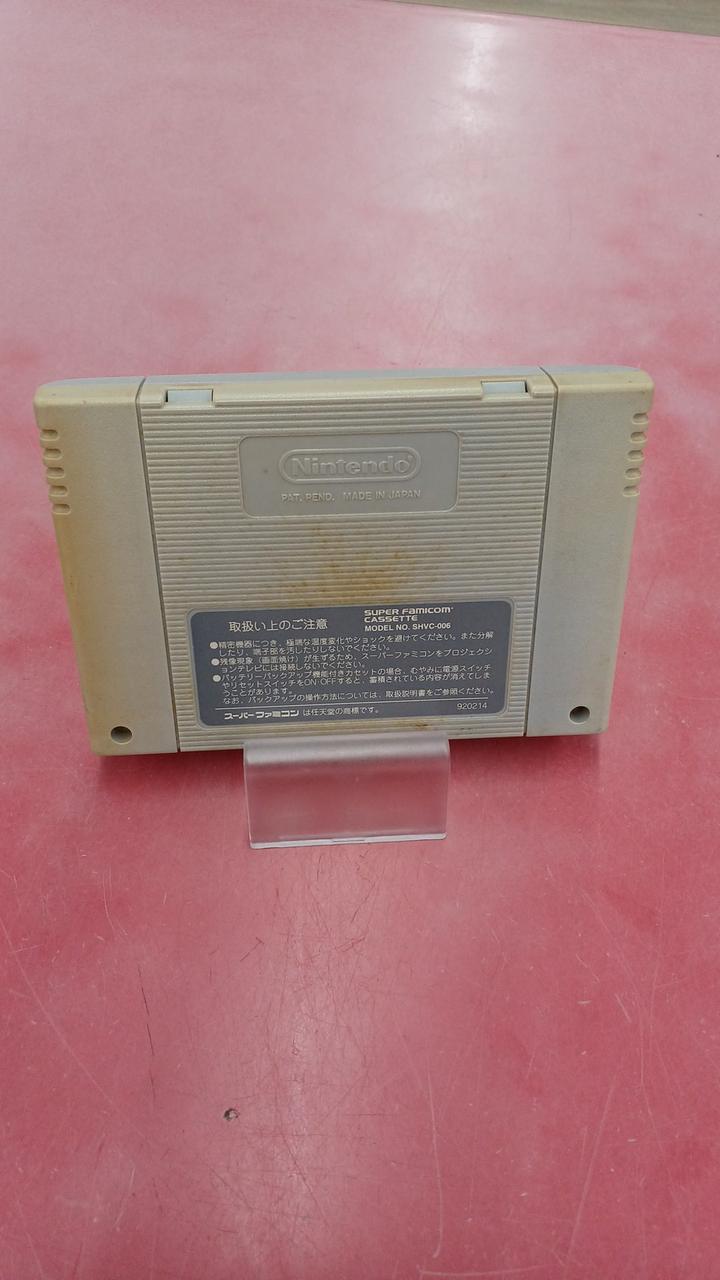 Nintendo®
PAT. PEND. MADE IN JAPAN
取扱い上のご注意
SUPER FAMICOM™
CASSETTE
MODEL NO. SHVC-006
●精密機器につき、極端な温度変化やショックを避けてください。また分解
したり、端子部を汚したりしないでください。
●残像現象（画面焼け）が生ずるため、スーパーファミコンをプロジェクシ
ョンテレビには接続しないでください。
●バッテリーバックアップ機能付きカセットの場合、むやみに電源スイッチ
やリセットスイッチをON・OFFすると、蓄積されている内容が消えてしま
うことがあります。
なお、バックアップの操作方法については、取扱説明書をご参照ください。
スーパーファミコン は任天堂の商標です。
920214